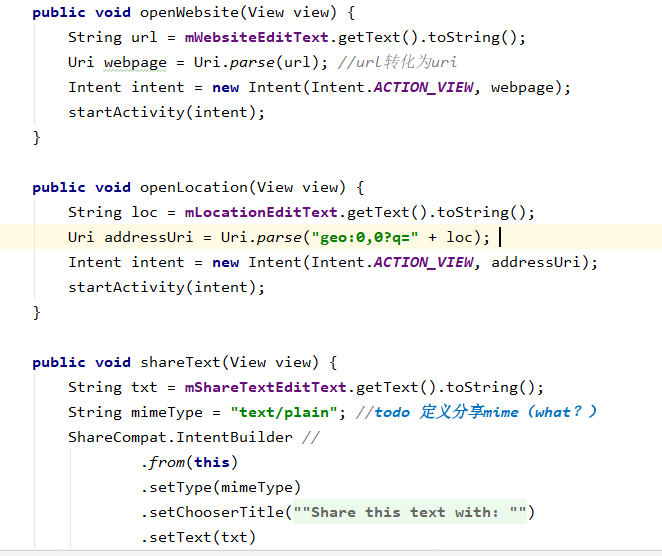 public void openWebsite(View view) {
String url = mWebsiteEditText.getText().toString();
Uri webpage = Uri.parse(url); //url转化为uri
Intent intent = new Intent(Intent.ACTION_VIEW, webpage);
startActivity(intent);
}
public void openLocation(View view) {
String loc = mLocationEditText.getText().toString();
Uri addressUri = Uri.parse("geo:0,0?q=" + loc);
Intent intent = new Intent(Intent.ACTION_VIEW, addressUri);
startActivity(intent);
}
public void shareText(View view) {
String txt = mShareTextEditText.getText().toString();
String mimeType = "text/plain"; //todo 定义分享mime（what？）
ShareCompat.IntentBuilder //
.from(this)
.setType(mimeType)
.setChooserTitle(""Share this text with: "")
.setText(txt)